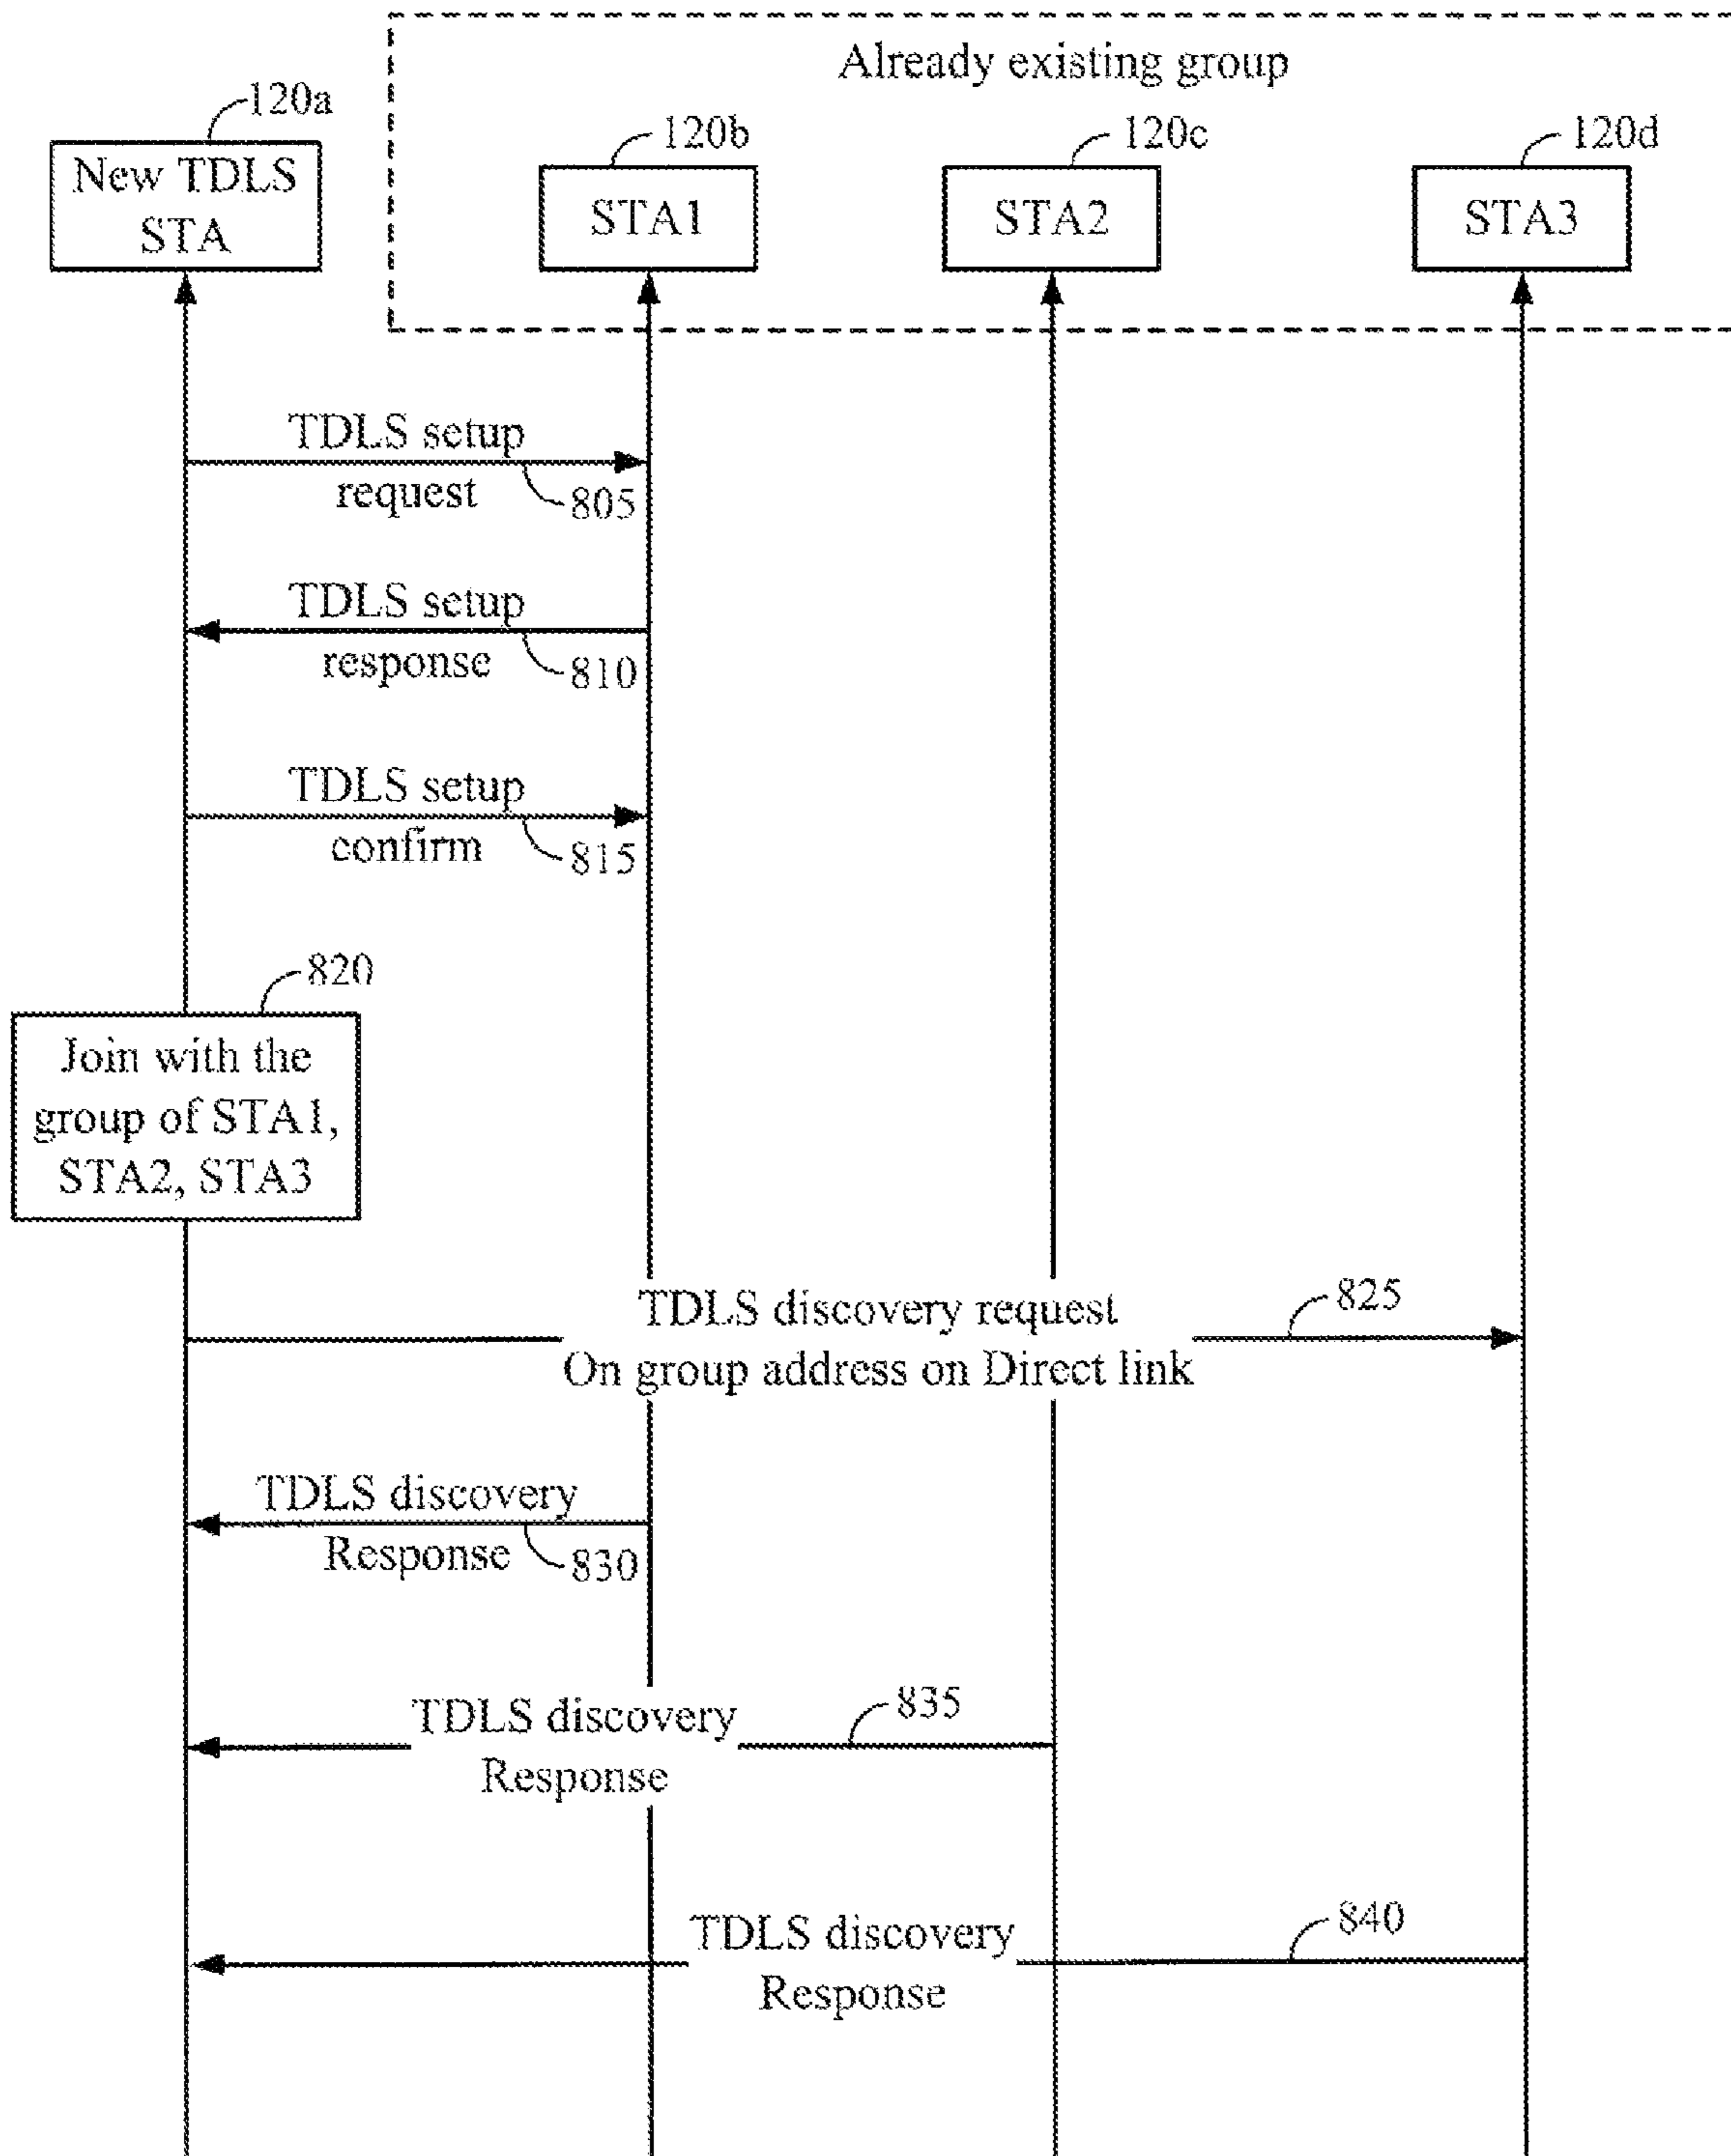 Already existing group
120a
120b
120c
120d
New TDLS
STA
STA1
STA2
STA3
TDLS setup
request
805
TDLS setup
response
810
TDLS setup
confirm
815
820
Join with the
group of STA1,
STA2, STA3
825
TDLS discovery request
On group address on Direct link
TDLS discovery
Response
830
835
TDLS discovery
Response
840
TDLS discovery
Response